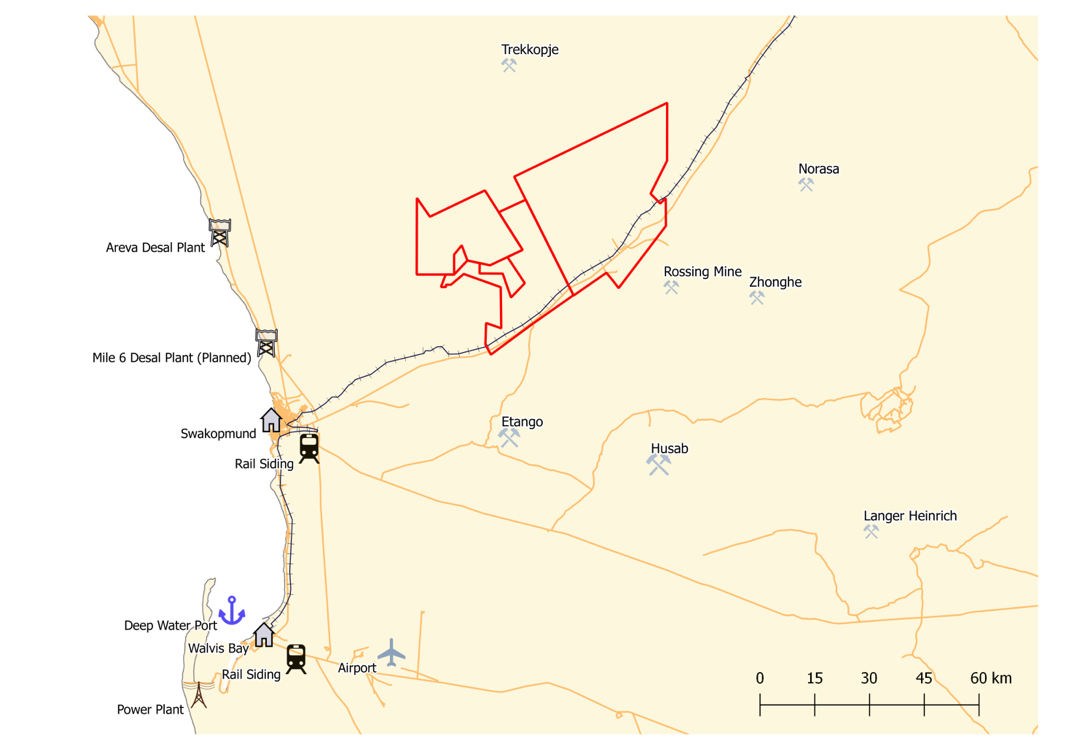 Trekkopje
Norasa
Areva Desal Plant
Rossing Mine
Zhonghe
Mile 6 Desal Plant (Planned)
Etango
Swakopmund
Husab
Rail Siding
Langer Heinrich
Deep Water Port
Walvis Bay
Airport
Rail Siding
0 15 30 45 60 km
Power Plant